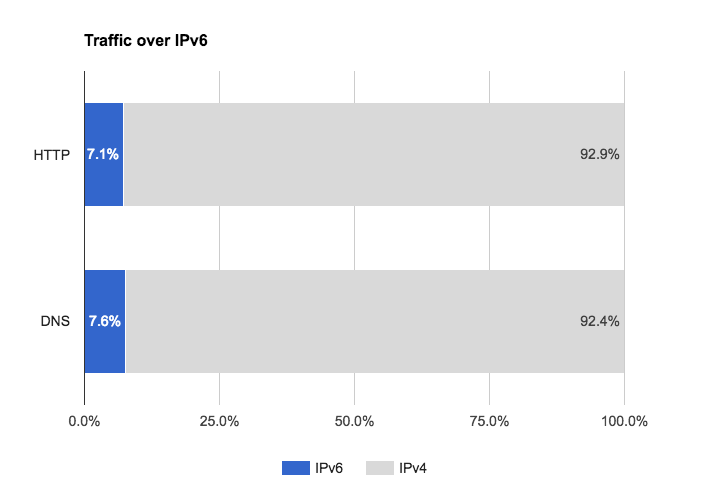 Traffic over IPv6
HTTP 7.1% 92.9%
DNS 7.6% 92.4%
0.0% 25.0% 50.0% 75.0% 100.0%
IPv6 IPv4